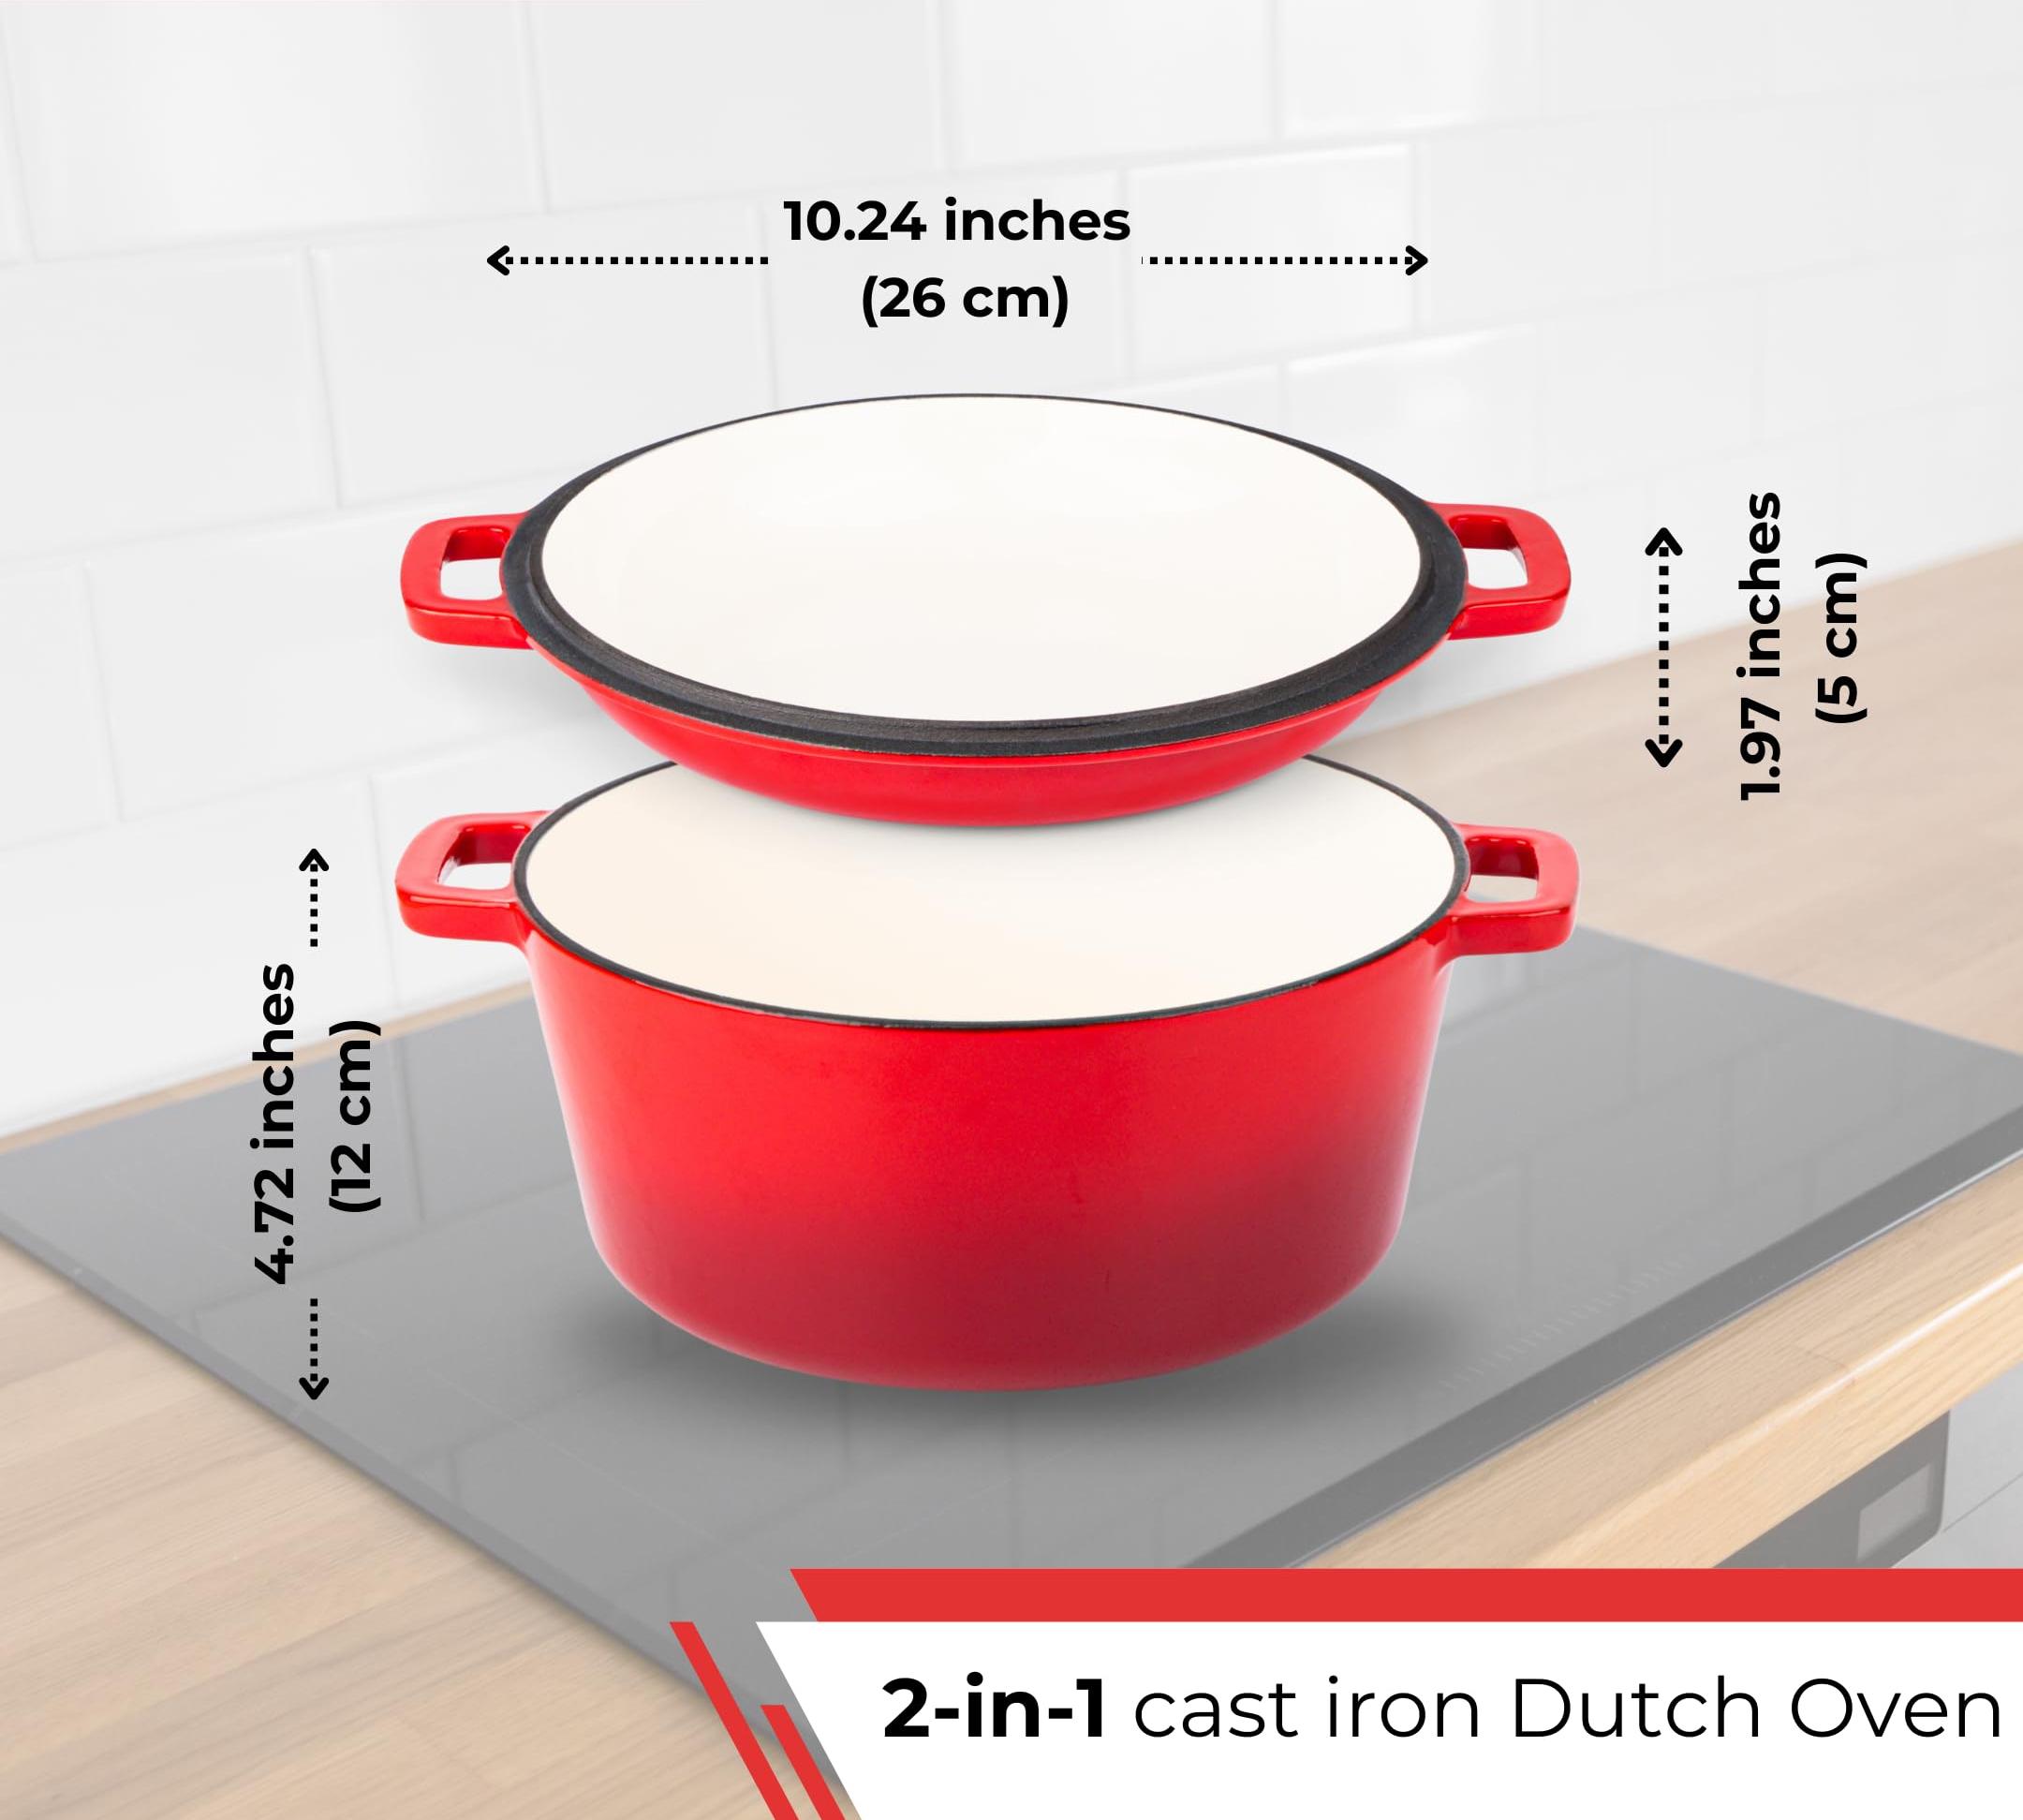 10.24 inches
(26 cm)
1.97 inches
(5 cm)
4.72 inches
(12 cm)
2-in-1 cast iron Dutch Oven